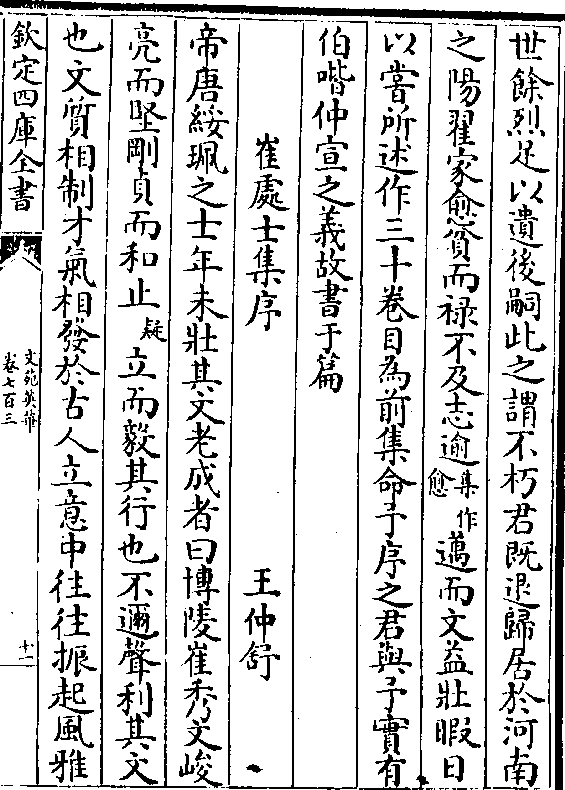 世餘烈足以遺後嗣此之謂不朽君既退歸居於河南
之陽翟家愈貧而禄不及志逾集作愈邁而文益壯暇日
以嘗所述作三十卷目為前集命予序之君與予實有
伯喈仲宣之義故書于篇
崔處士集序　王仲舒
帝唐綏珮之士年未壯其文老成者曰博陵崔秀文峻
亮而堅剛貞而和止疑立而毅其行也不邇聲利其文
也文質相制才氣相發於古人立意中往往振起風雅
欽定四庫全書
文苑英華
卷七百三
十一